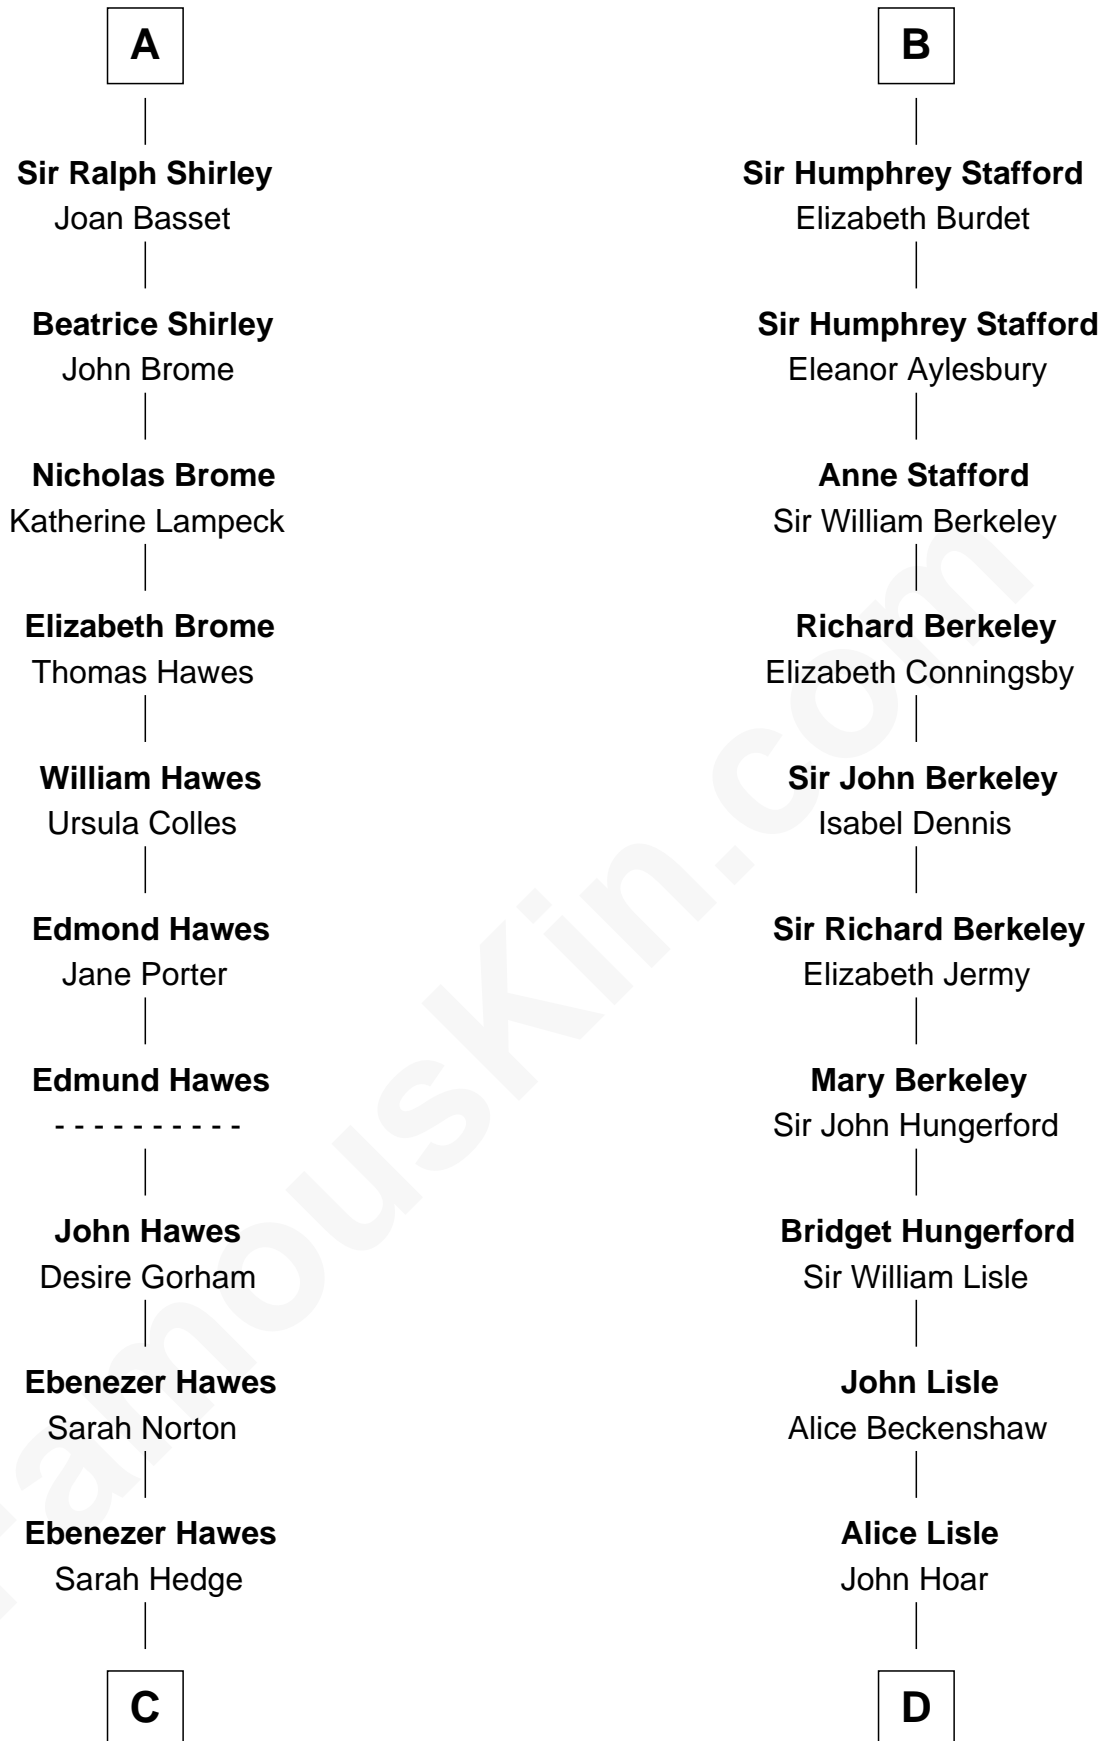 A
Sir Ralph Shirley
Joan Basset
Beatrice Shirley
John Brome
Nicholas Brome
Katherine Lampeck
Elizabeth Brome
Thomas Hawes
William Hawes
Ursula Colles
Edmond Hawes
Jane Porter
Edmund Hawes
- - - - - - - - - -
John Hawes
Desire Gorham
Ebenezer Hawes
Sarah Norton
Ebenezer Hawes
Sarah Hedge
C
B
Sir Humphrey Stafford
Elizabeth Burdet
Sir Humphrey Stafford
Eleanor Aylesbury
Anne Stafford
Sir William Berkeley
Richard Berkeley
Elizabeth Conningsby
Sir John Berkeley
Isabel Dennis
Sir Richard Berkeley
Elizabeth Jermy
Mary Berkeley
Sir John Hungerford
Bridget Hungerford
Sir William Lisle
John Lisle
Alice Beckenshaw
Alice Lisle
John Hoar
D
FamousKin.com